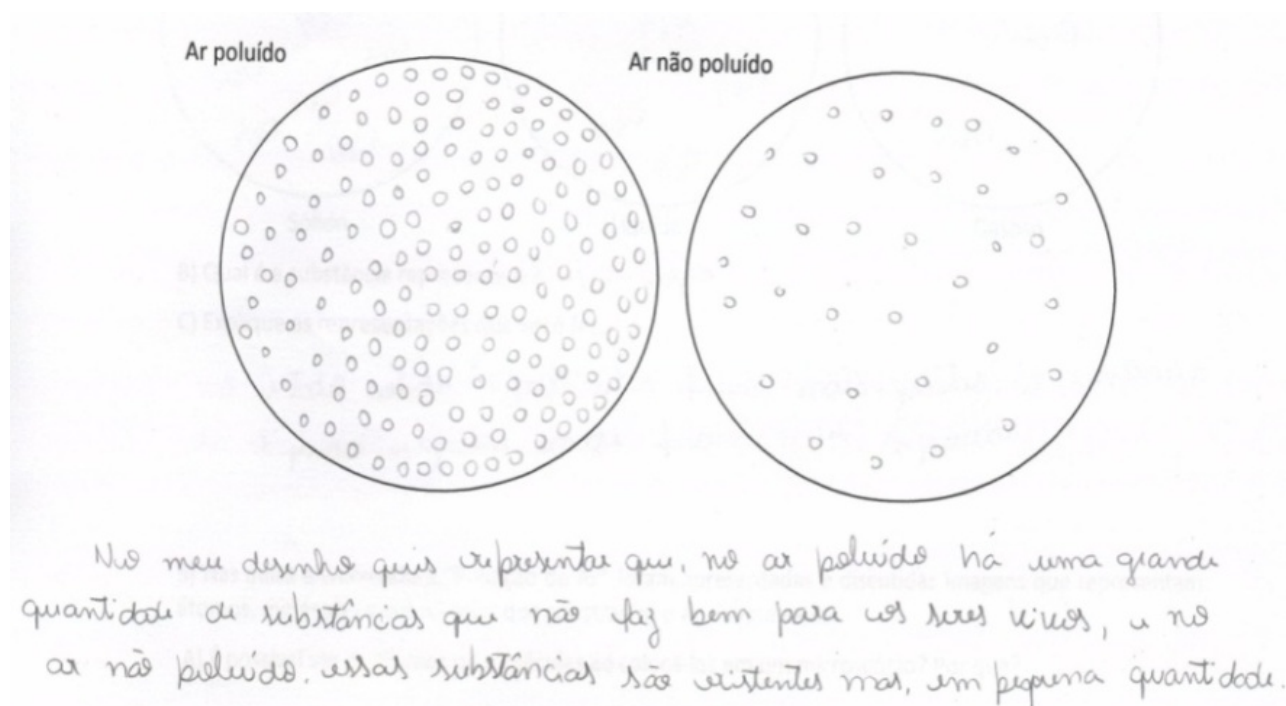 Ar poluído
Ar não poluído
No meu desenho quis representar que, no ar poluído há uma grande
quantidade de substâncias que não faz bem para os seres vivos, e no
ar não poluído. essas substâncias são existentes mas, em pequena quantidade.